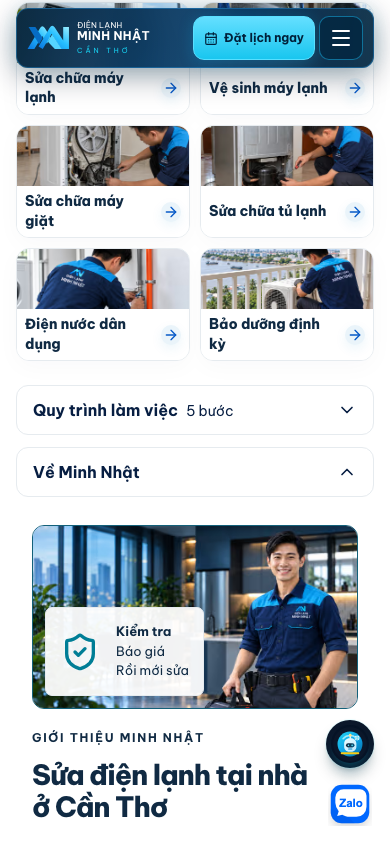 ĐIỆN LẠNH
MINH NHẬT
CẦN THƠ
Đặt lịch ngay
Sửa chữa máy
lạnh
Vệ sinh máy lạnh
Sửa chữa máy
giặt
Sửa chữa tủ lạnh
Điện nước dân
dụng
Bảo dưỡng định
kỳ
Quy trình làm việc 5 bước
Về Minh Nhật
Kiểm tra
Báo giá
Rồi mới sửa
GIỚI THIỆU MINH NHẬT
Sửa điện lạnh tại nhà
ở Cần Thơ
Zalo